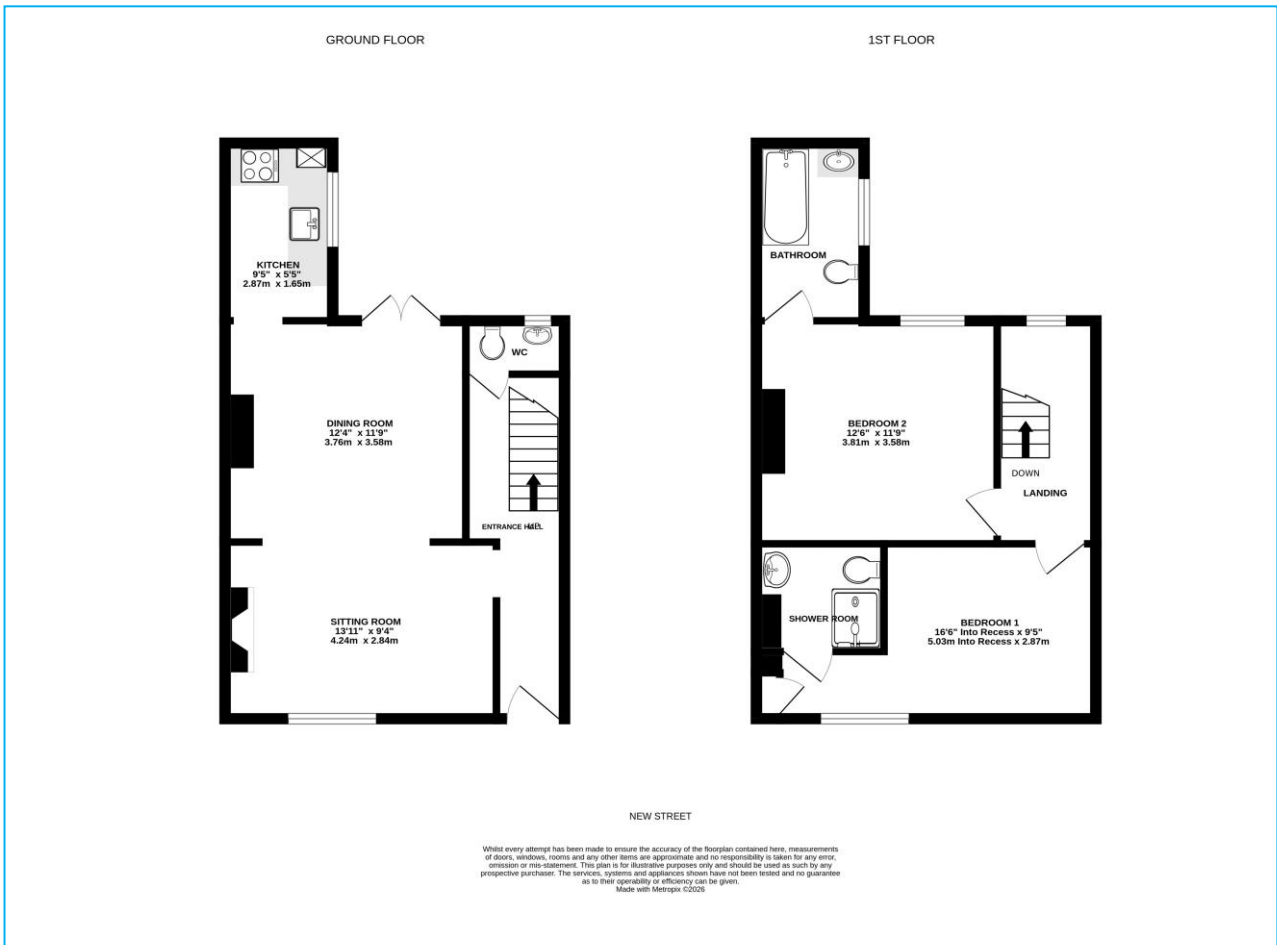 GROUND FLOOR
1ST FLOOR
KITCHEN
9'5" x 5'5"
2.87m x 1.65m
WC
DINING ROOM
12'4" x 11'9"
3.76m x 3.58m
ENTRANCE HALL
UP
SITTING ROOM
13'11" x 9'4"
4.24m x 2.84m
BATHROOM
BEDROOM 2
12'6" x 11'9"
3.81m x 3.58m
DOWN
LANDING
SHOWER ROOM
BEDROOM 1
16'6" Into Recess x 9'5"
5.03m Into Recess x 2.87m
NEW STREET
Whilst every attempt has been made to ensure the accuracy of the floorplan contained here, measurements
of doors, windows, rooms and any other items are approximate and no responsibility is taken for any error,
omission or mis-statement. This plan is for illustrative purposes only and should be used as such by any
prospective purchaser. The services, systems and appliances shown have not been tested and no guarantee
as to their operability or efficiency can be given.
Made with Metropix ©2026